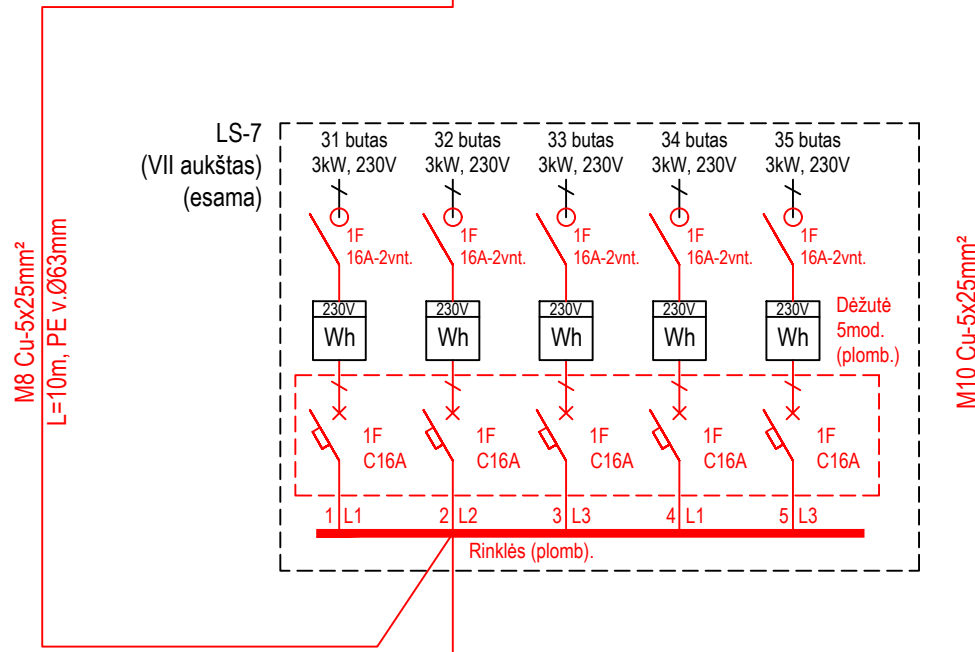 LS-7
(VII aukštas)
(esama)
31 butas
3kW, 230V
32 butas
3kW, 230V
33 butas
3kW, 230V
34 butas
3kW, 230V
35 butas
3kW, 230V
1F
16A-2vnt.
1F
16A-2vnt.
1F
16A-2vnt.
1F
16A-2vnt.
1F
16A-2vnt.
230V
Wh
230V
Wh
230V
Wh
230V
Wh
230V
Wh
Dėžutė
5mod.
(plomb.)
1F
C16A
1F
C16A
1F
C16A
1F
C16A
1F
C16A
1 L1
2 L2
3 L3
4 L1
5 L3
Rinklės (plomb).
M8 Cu-5x25mm²
L=10m, PE v.Ø63mm
M10 Cu-5x25mm²